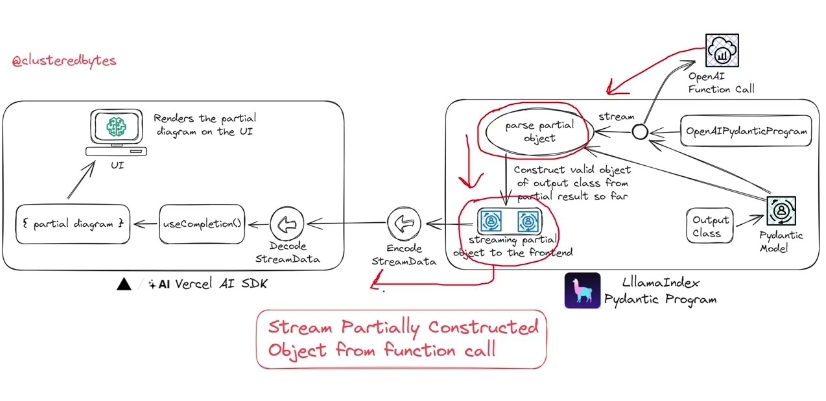 @clusteredbytes
OpenAI
Function Call
Renders the partial
diagram on the UI
UI
stream
parse partial
object
OpenAIPydanticProgram
Construct valid object
of output class from
partial result so far
{ partial diagram }
useCompletion()
Decode
StreamData
Encode
StreamData
streaming partial
object to the frontend
Output
Class
Pydantic
Model
AI Vercel AI SDK
LllamaIndex
Pydantic Program
Stream Partially Constructed
Object from function call